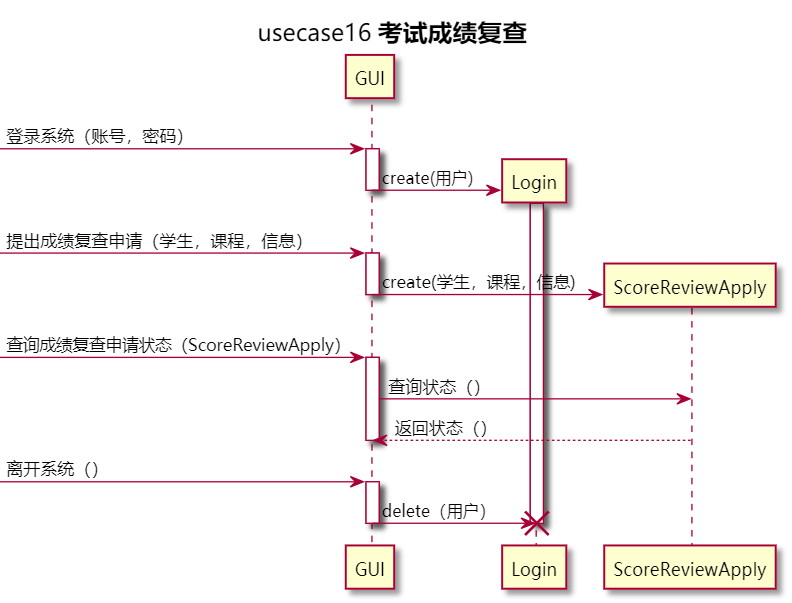 usecase16 考试成绩复查
GUI
登录系统（账号，密码）
create(用户)
Login
提出成绩复查申请（学生，课程，信息）
create(学生，课程，信息)
ScoreReviewApply
查询成绩复查申请状态（ScoreReviewApply）
查询状态（）
返回状态（）
离开系统（）
delete（用户）
GUI
Login
ScoreReviewApply